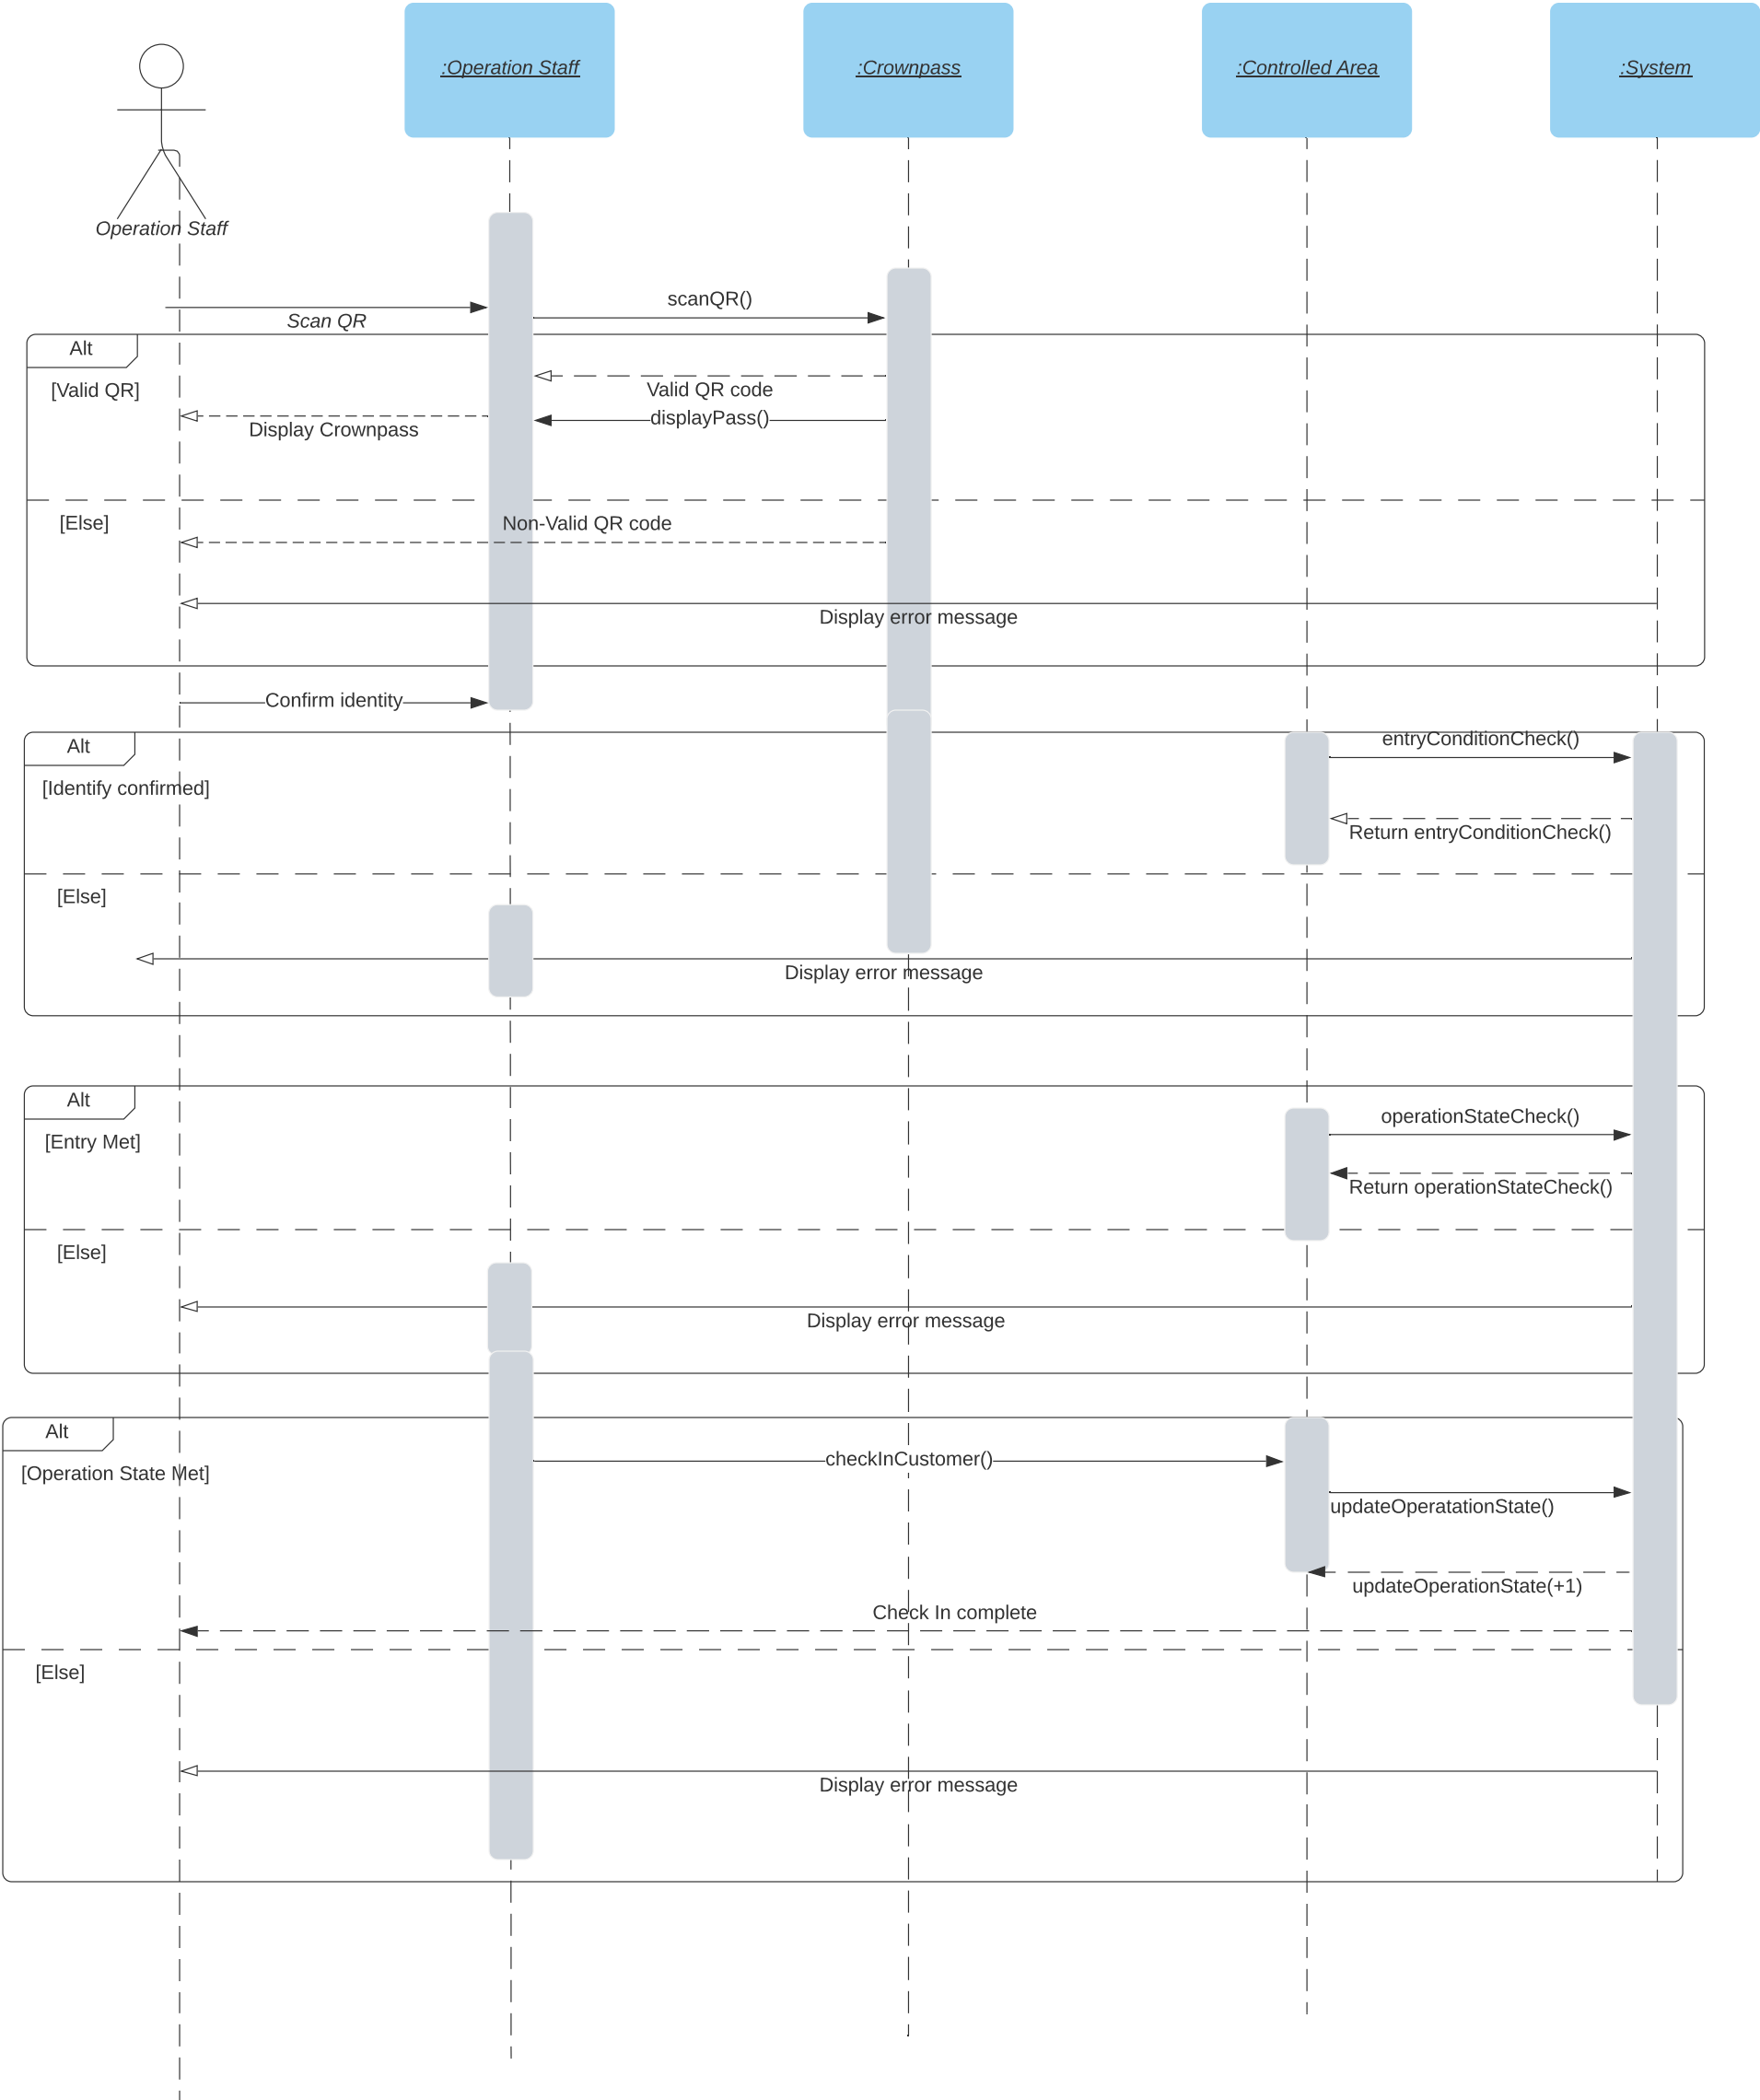 :Operation Staff
:Crownpass
:Controlled Area
:System
Operation Staff
scanQR()
Scan QR
Alt
[Valid QR]
Valid QR code
displayPass()
Display Crownpass
[Else]
Non-Valid QR code
Display error message
Confirm identity
Alt
entryConditionCheck()
[Identify confirmed]
Return entryConditionCheck()
[Else]
Display error message
Alt
operationStateCheck()
[Entry Met]
Return operationStateCheck()
[Else]
Display error message
Alt
checkInCustomer()
[Operation State Met]
updateOperatationState()
updateOperationState(+1)
Check In complete
[Else]
Display error message